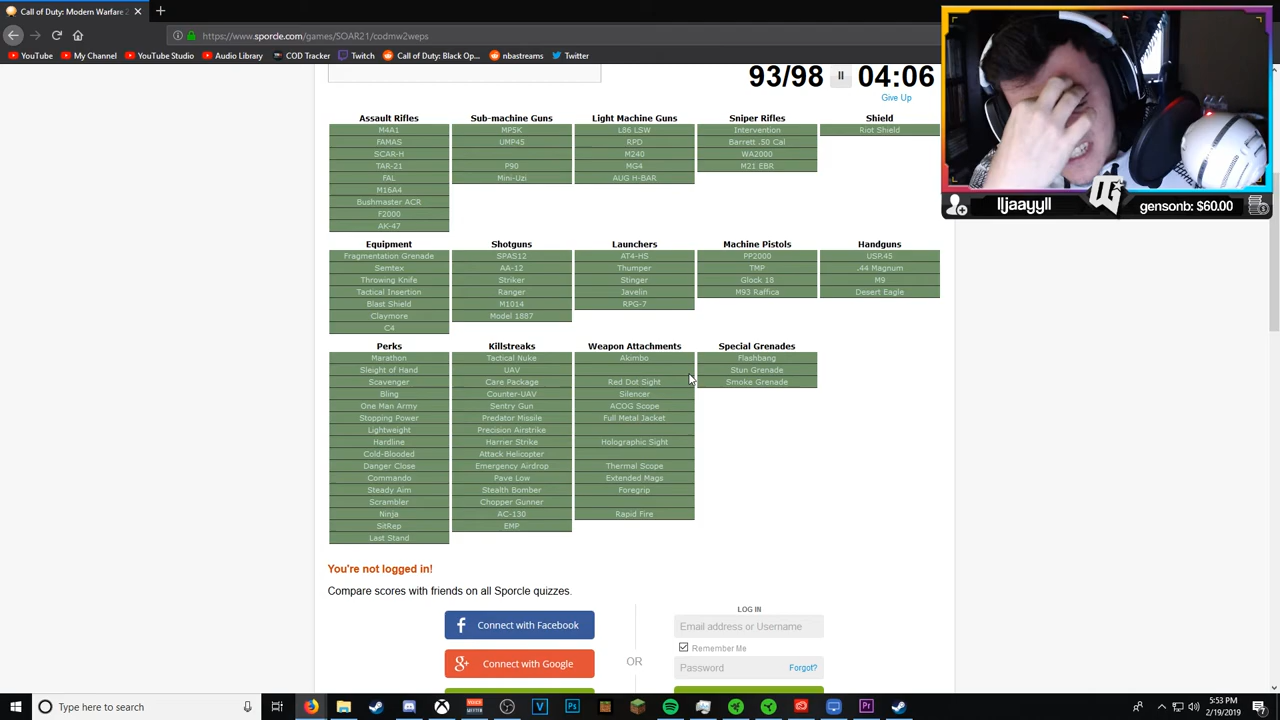 Call of Duty: Modern Warfare 2
https://www.sporcle.com/games/SOAR21/codmw2weps
YouTube My Channel YouTube Studio Audio Library COD Tracker Twitch Call of Duty: Black Op... nbastreams Twitter
93/98 04:06
Give Up
Assault Rifles Sub-machine Guns Light Machine Guns Sniper Rifles Shield
M4A1 MP5K L86 LSW Intervention Riot Shield
FAMAS UMP45 RPD Barrett .50 Cal
SCAR-H M240 WA2000
TAR-21 P90 MG4 M21 EBR
FAL Mini-Uzi AUG H-BAR
M16A4
Bushmaster ACR
F2000
AK-47
Equipment Shotguns Launchers Machine Pistols Handguns
Fragmentation Grenade SPAS12 AT4-HS PP2000 USP.45
Semtex AA-12 Thumper TMP .44 Magnum
Throwing Knife Striker Stinger Glock 18 M9
Tactical Insertion Ranger Javelin M93 Raffica Desert Eagle
Blast Shield M1014 RPG-7
Claymore Model 1887
C4
Perks Killstreaks Weapon Attachments Special Grenades
Marathon Tactical Nuke Akimbo Flashbang
Sleight of Hand UAV Stun Grenade
Scavenger Care Package Red Dot Sight Smoke Grenade
Bling Counter-UAV Silencer
One Man Army Sentry Gun ACOG Scope
Stopping Power Predator Missile Full Metal Jacket
Lightweight Precision Airstrike
Hardline Harrier Strike Holographic Sight
Cold-Blooded Attack Helicopter
Danger Close Emergency Airdrop Thermal Scope
Commando Pave Low Extended Mags
Steady Aim Stealth Bomber Foregrip
Scrambler Chopper Gunner
Ninja AC-130 Rapid Fire
SitRep EMP
Last Stand
You're not logged in!
Compare scores with friends on all Sporcle quizzes.
LOG IN
Connect with Facebook Email address or Username
Remember Me
OR
Connect with Google Password Forgot?
lljaayyll gensonb: $60.00
Type here to search
5:53 PM
2/19/2019